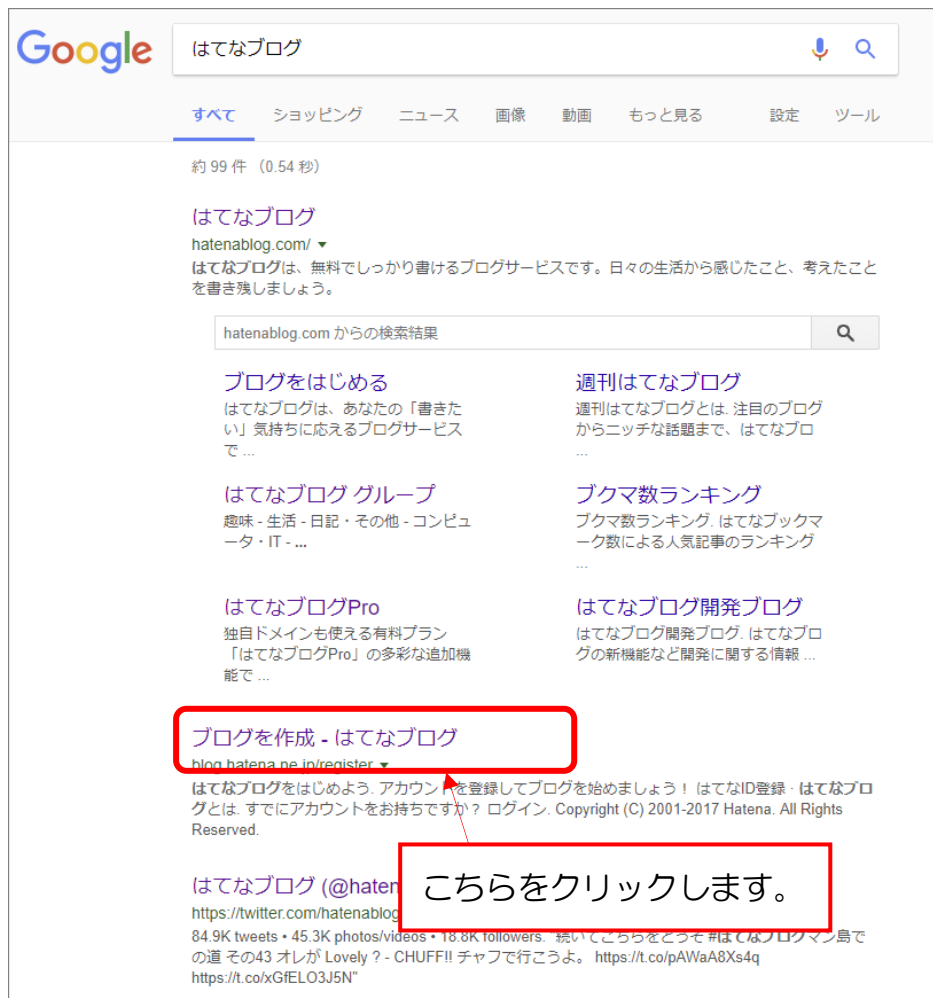 Google はてなブログ
すべて ショッピング ニュース 画像 動画 もっと見る 設定 ツール
約 99 件 （0.54 秒）
はてなブログ
hatenablog.com/
はてなブログは、無料でしっかり書けるブログサービスです。日々の生活から感じたこと、考えたこと
を書き残しましょう。
hatenablog.com からの検索結果
ブログをはじめる
はてなブログは、あなたの「書きた
い」気持ちに応えるブログサービス
で ...
週刊はてなブログ
週刊はてなブログとは. 注目のブログ
からニッチな話題まで、はてなブロ
...
はてなブログ グループ
趣味 - 生活 - 日記・その他 - コンピュ
ータ・IT - ...
ブクマ数ランキング
ブクマ数ランキング. はてなブックマ
ーク数による人気記事のランキング
...
はてなブログPro
独自ドメインも使える有料プラン
「はてなブログPro」の多彩な追加機
能で ...
はてなブログ開発ブログ
はてなブログ開発ブログ. はてなブロ
グの新機能など開発に関する情報 ...
ブログを作成 - はてなブログ
blog.hatena.ne.jp/register
はてなブログをはじめよう. アカウントを登録してブログを始めましょう！ はてなID登録 · はてなブロ
グとは. すでにアカウントをお持ちですか？ ログイン. Copyright (C) 2001-2017 Hatena. All Rights
Reserved.
こちらをクリックします。
はてなブログ (@haten
https://twitter.com/hatenablog
84.9K tweets • 45.3K photos/videos • 18.8K followers. "続いてこちらをどうぞ #はてなブログ マン島で
の道 その43 オレが Lovely ? - CHUFF!! チャフで行こうよ。 https://t.co/pAWaA8Xs4q
https://t.co/xGfELO3J5N"